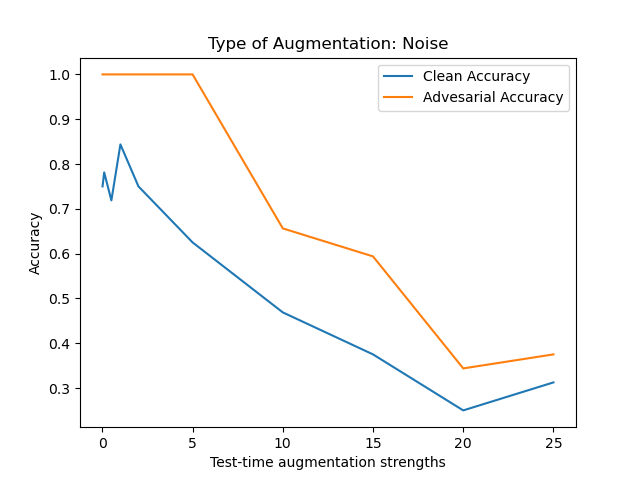 Type of Augmentation: Noise
Clean Accuracy
Advesarial Accuracy
1.0
0.9
0.8
0.7
0.6
0.5
0.4
0.3
Accuracy
0
5
10
15
20
25
Test-time augmentation strengths